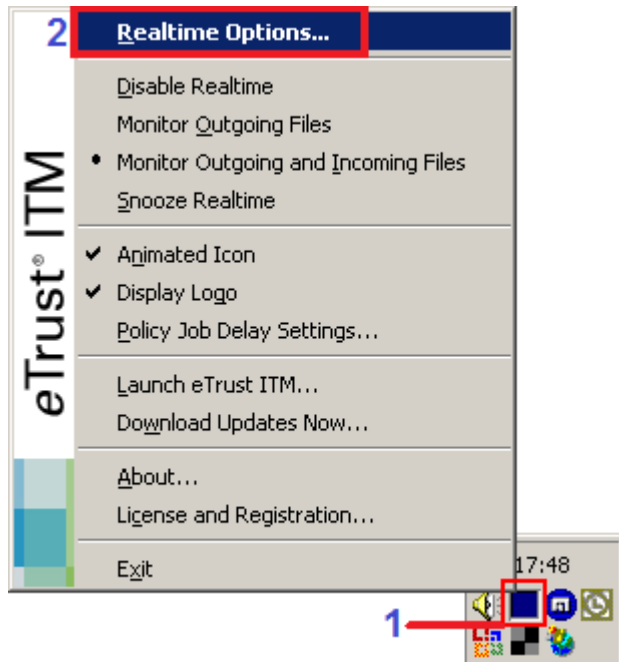 2
Realtime Options...
Disable Realtime
Monitor Outgoing Files
Monitor Outgoing and Incoming Files
Snooze Realtime
Animated Icon
Display Logo
Policy Job Delay Settings...
Launch eTrust ITM...
Download Updates Now...
About...
License and Registration...
Exit
eTrust® ITM
17:48
1